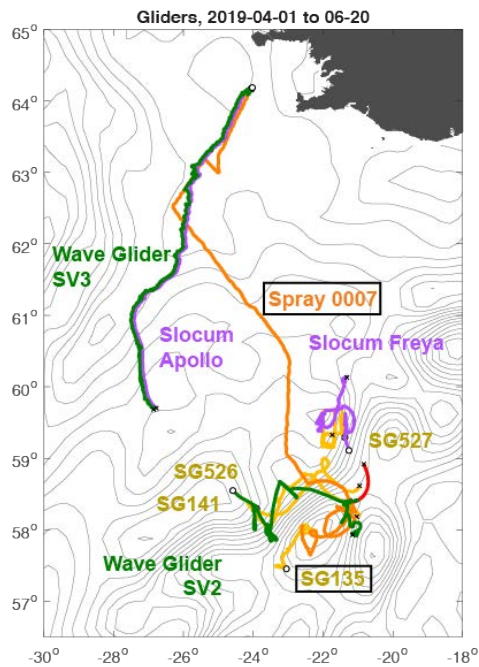 Gliders, 2019-04-01 to 06-20
65°
64°
63°
62°
61°
60°
59°
58°
57°
Wave Glider
SV3
Spray 0007
Slocum
Apollo
Slocum Freya
SG527
SG526
SG141
Wave Glider
SV2
SG135
-30°
-28°
-26°
-24°
-22°
-20°
-18°